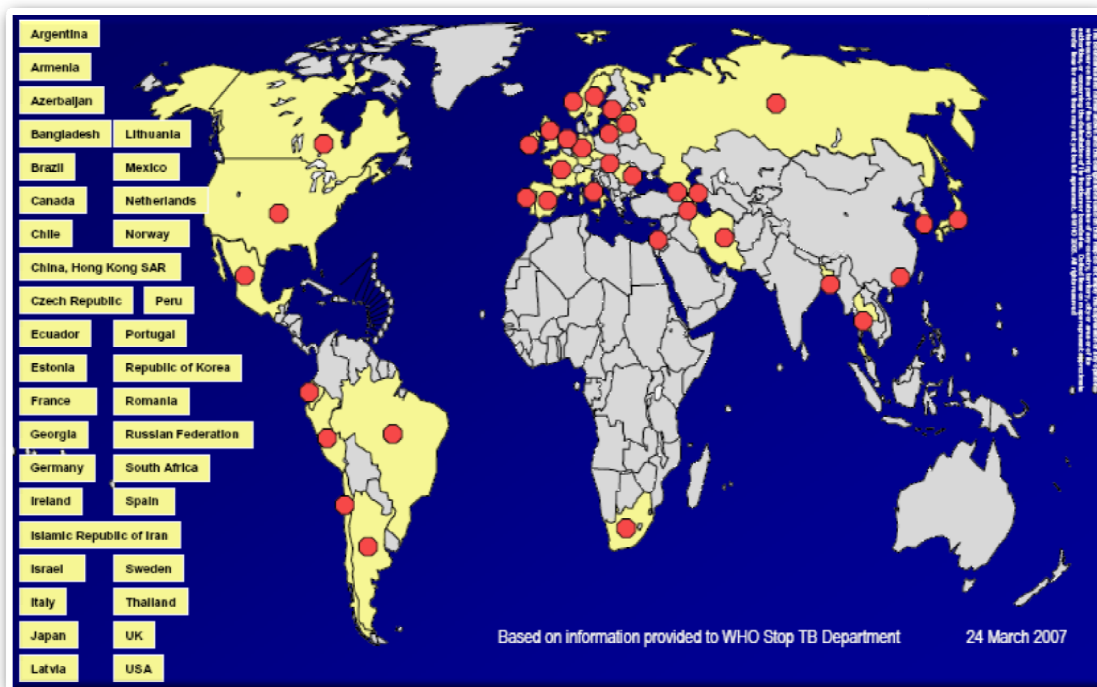 Argentina
Armenia
Azerbaijan
Bangladesh Lithuania
Brazil Mexico
Canada Netherlands
Chile Norway
China, Hong Kong SAR
Czech Republic Peru
Ecuador Portugal
Estonia Republic of Korea
France Romania
Georgia Russian Federation
Germany South Africa
Ireland Spain
Islamic Republic of Iran
Israel Sweden
Italy Thailand
Japan UK
Latvia USA
Based on information provided to WHO Stop TB Department 24 March 2007